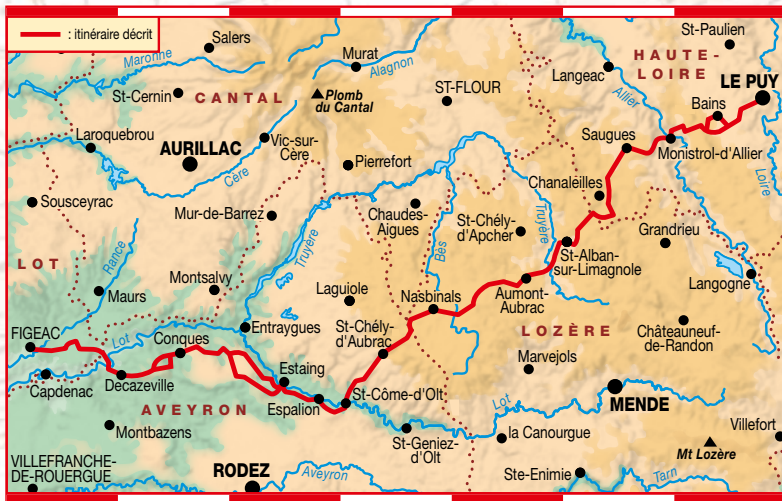 : itinéraire décrit
Salers
Maronne
Murat
Alagnon
St-Paulien
HAUTE-
LOIRE
Langeac
LE PUY
St-Cernin
CANTAL
Plomb
du Cantal
ST-FLOUR
Allier
Bains
Laroquebrou
AURILLAC
Vic-sur-
Cère
Saugues
Monistrol-d'Allier
Loire
Cère
Pierrefort
Chanaléilles
Sousceyrac
Mur-de-Barrez
Chaudes-
Aigues
St-Chély-
d'Apcher
Truyère
Grandrieu
Truyère
Bès
St-Alban-
sur-Limagnole
LOT
Rance
Maurs
Montsalvy
Laguiole
Nasbinals
Aumont-
Aubrac
Langogne
FIGEAC
Lot
Conques
Entraygues
St-Chély-
d'Aubrac
LOZÈRE
Châteauneuf-
de-Randon
Capdenac
Decazeville
Estaing
Marvejols
AVEYRON
Espalion
St-Côme-d'Olt
Lot
MENDE
Montbazens
St-Geniez-
d'Olt
la Canourgue
Villefort
Mt Lozère
VILLEFRANCHE-
DE-ROUERGUE
RODEZ
Aveyron
Ste-Enimie
Tarn